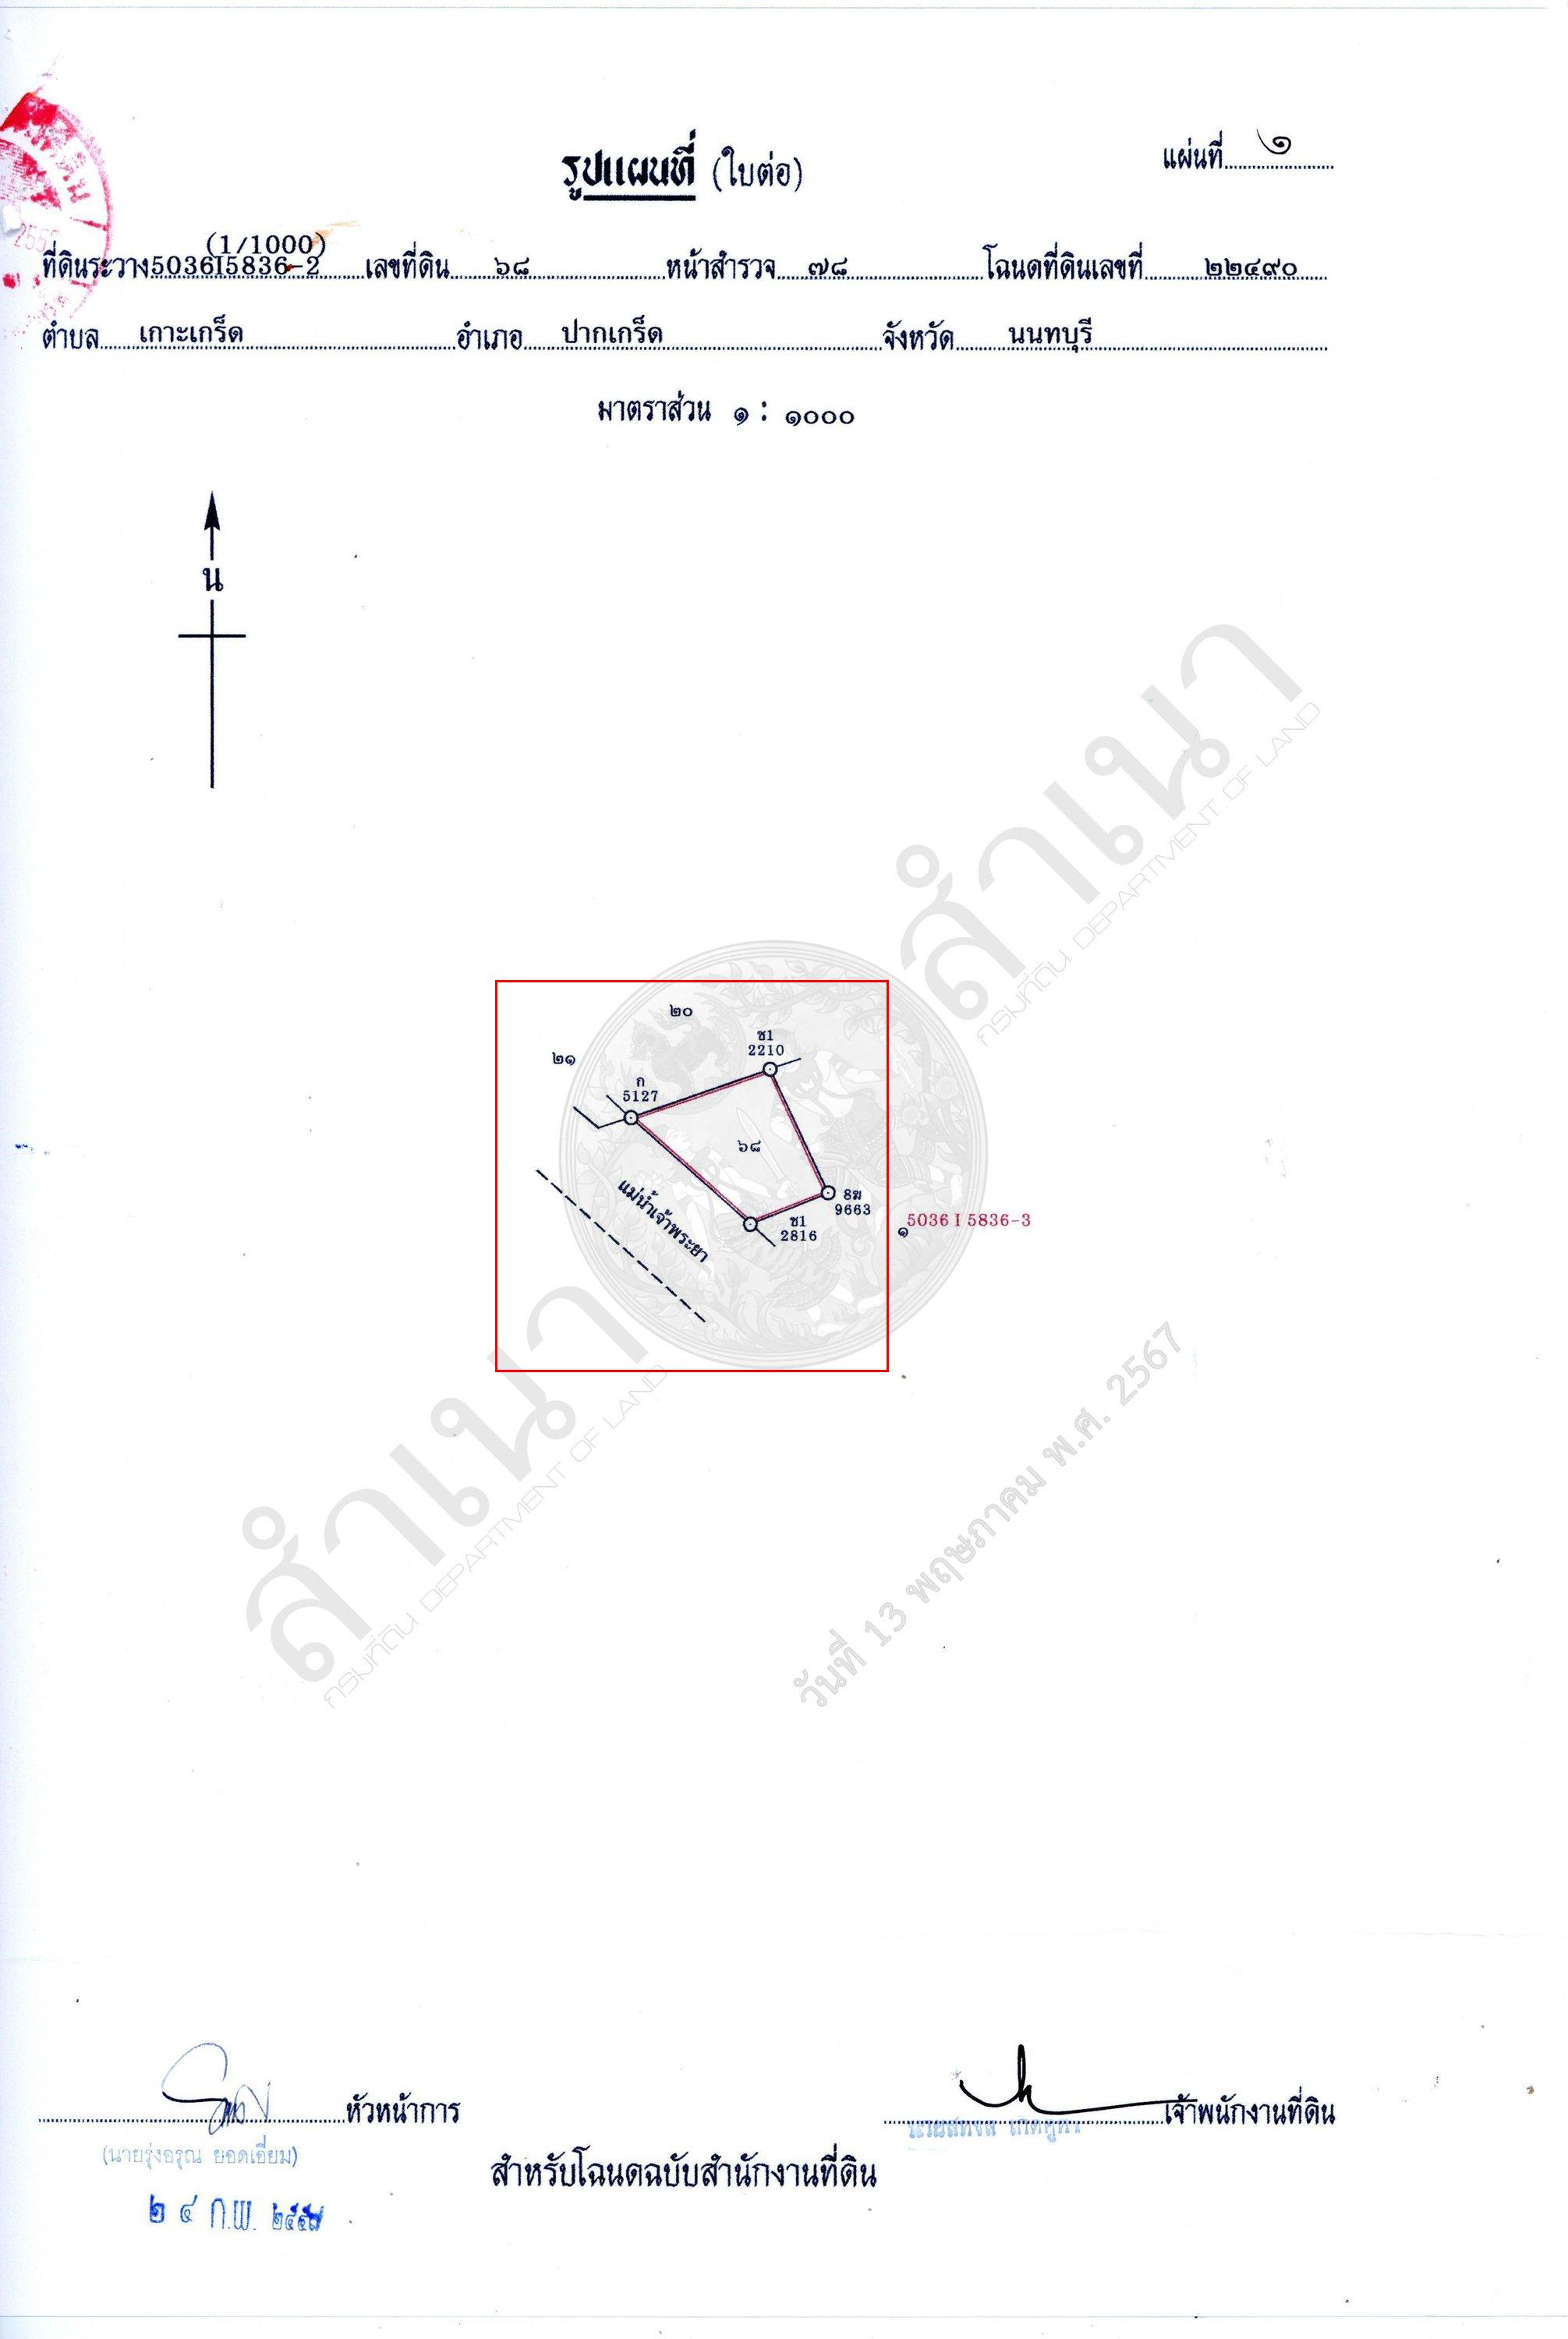 แผ่นที่ ๑
รูปแผนที่ (ใบต่อ)
(1/1000)
ที่ดินระวาง 5036I5836-2 เลขที่ดิน ๖๘ หน้าสำรวจ ๗๘ โฉนดที่ดินเลขที่ ๒๒๔๙๐
ตำบล เกาะเกร็ด อำเภอ ปากเกร็ด จังหวัด นนทบุรี
มาตราส่วน ๑ : ๑๐๐๐
น
๒๐
ช1
2210
๒๑
ก
5127
๖๘
แม่น้ำเจ้าพระยา
8ฆ
9663
ช1
2816
๑
5036 I 5836-3
สำเนา
กรมที่ดิน DEPARTMENT OF LAND
สำเนา
กรมที่ดิน DEPARTMENT OF LAND
วันที่ 13 พฤษภาคม พ.ศ. 2567
หัวหน้าการ
เจ้าพนักงานที่ดิน
(นายรุ่งอรุณ ยอดเอี่ยม)
สำหรับโฉนดฉบับสำนักงานที่ดิน
๒ ๔ ก.พ.